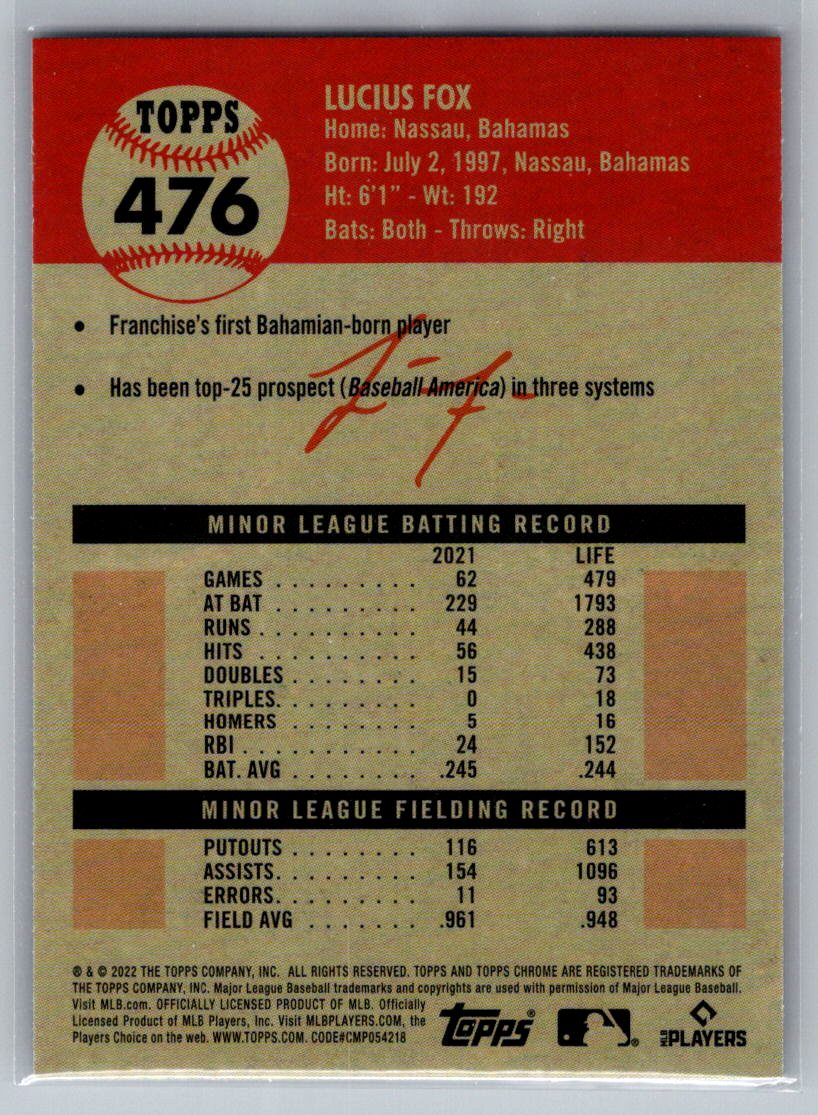 TOPPS
476
LUCIUS FOX
Home: Nassau, Bahamas
Born: July 2, 1997, Nassau, Bahamas
Ht: 6'1" - Wt: 192
Bats: Both - Throws: Right
• Franchise's first Bahamian-born player
• Has been top-25 prospect (Baseball America) in three systems
MINOR LEAGUE BATTING RECORD
2021 LIFE
GAMES . . . . . . . . . 62 479
AT BAT . . . . . . . . . 229 1793
RUNS . . . . . . . . . . 44 288
HITS . . . . . . . . . . 56 438
DOUBLES . . . . . . . . 15 73
TRIPLES. . . . . . . . . 0 18
HOMERS . . . . . . . . 5 16
RBI . . . . . . . . . . . 24 152
BAT. AVG . . . . . . . . .245 .244
MINOR LEAGUE FIELDING RECORD
PUTOUTS . . . . . . . . 116 613
ASSISTS. . . . . . . . . 154 1096
ERRORS. . . . . . . . . 11 93
FIELD AVG . . . . . . . .961 .948
® & © 2022 THE TOPPS COMPANY, INC. ALL RIGHTS RESERVED. TOPPS AND TOPPS CHROME ARE REGISTERED TRADEMARKS OF
THE TOPPS COMPANY, INC. Major League Baseball trademarks and copyrights are used with permission of Major League Baseball.
Visit MLB.com. OFFICIALLY LICENSED PRODUCT OF MLB. Officially
Licensed Product of MLB Players, Inc. Visit MLBPLAYERS.COM, the
Players Choice on the web. WWW.TOPPS.COM. CODE#CMP054218
topps®
MLB PLAYERS